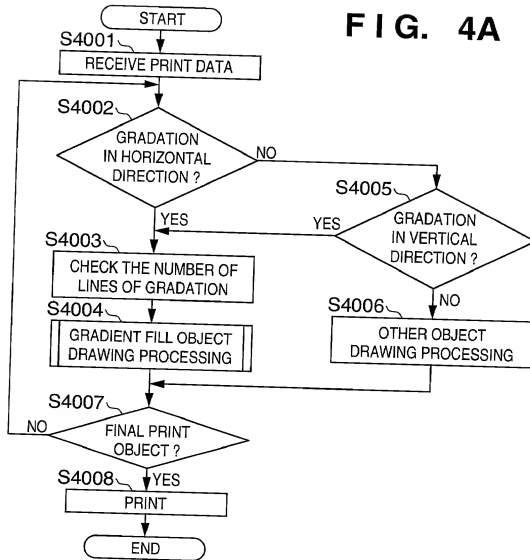 FIG. 4A
START
S4001
RECEIVE PRINT DATA
S4002
GRADATION
IN HORIZONTAL
DIRECTION ?
NO
YES
S4005
GRADATION
IN VERTICAL
DIRECTION ?
YES
NO
S4003
CHECK THE NUMBER OF
LINES OF GRADATION
S4004
GRADIENT FILL OBJECT
DRAWING PROCESSING
S4006
OTHER OBJECT
DRAWING PROCESSING
S4007
FINAL PRINT
OBJECT ?
NO
YES
S4008
PRINT
END